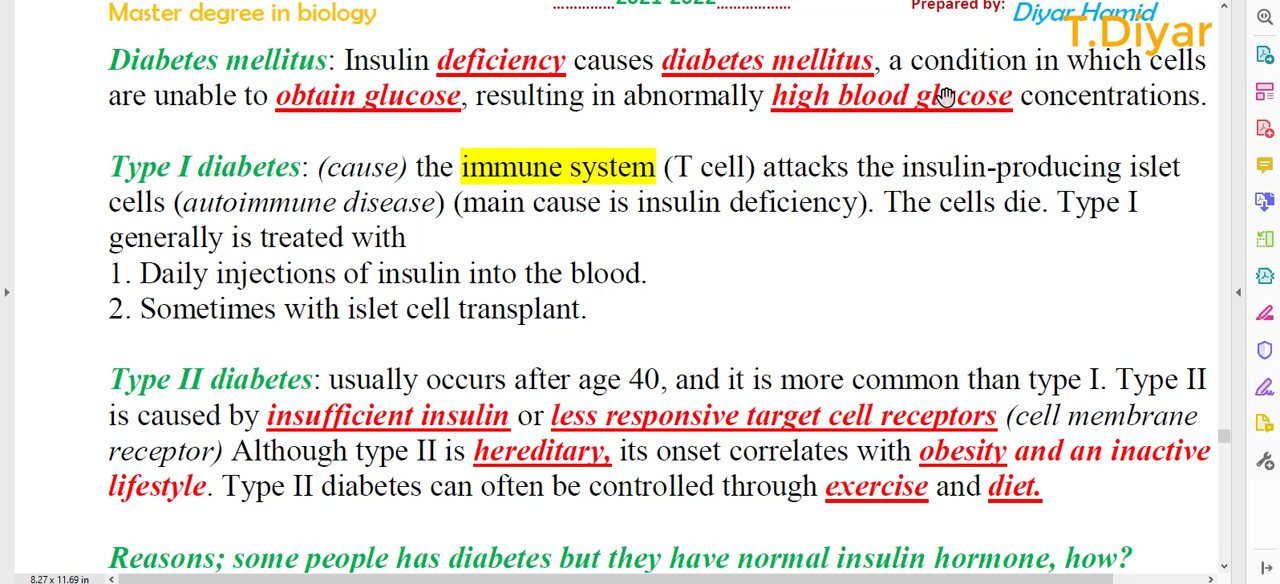 Master degree in biology
..............2021-2022.................
Prepared by: Diyar Hamid
T.Diyar
Diabetes mellitus: Insulin deficiency causes diabetes mellitus, a condition in which cells
are unable to obtain glucose, resulting in abnormally high blood glucose concentrations.
Type I diabetes: (cause) the immune system (T cell) attacks the insulin-producing islet
cells (autoimmune disease) (main cause is insulin deficiency). The cells die. Type I
generally is treated with
1. Daily injections of insulin into the blood.
2. Sometimes with islet cell transplant.
Type II diabetes: usually occurs after age 40, and it is more common than type I. Type II
is caused by insufficient insulin or less responsive target cell receptors (cell membrane
receptor) Although type II is hereditary, its onset correlates with obesity and an inactive
lifestyle. Type II diabetes can often be controlled through exercise and diet.
Reasons; some people has diabetes but they have normal insulin hormone, how?
8.27 x 11.69 in